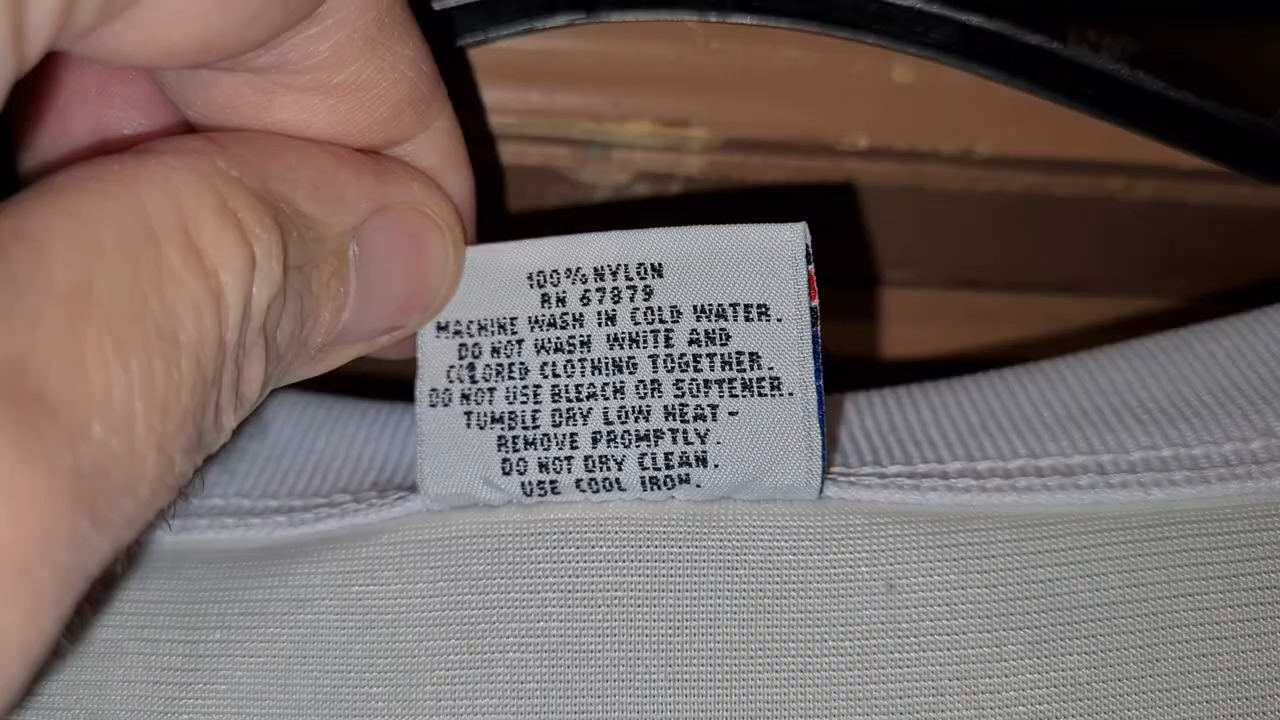 100% NYLON
RN 67979
MACHINE WASH IN COLD WATER.
DO NOT WASH WHITE AND
COLORED CLOTHING TOGETHER.
DO NOT USE BLEACH OR SOFTENER.
TUMBLE DRY LOW HEAT-
REMOVE PROMPTLY.
DO NOT DRY CLEAN.
USE COOL IRON.